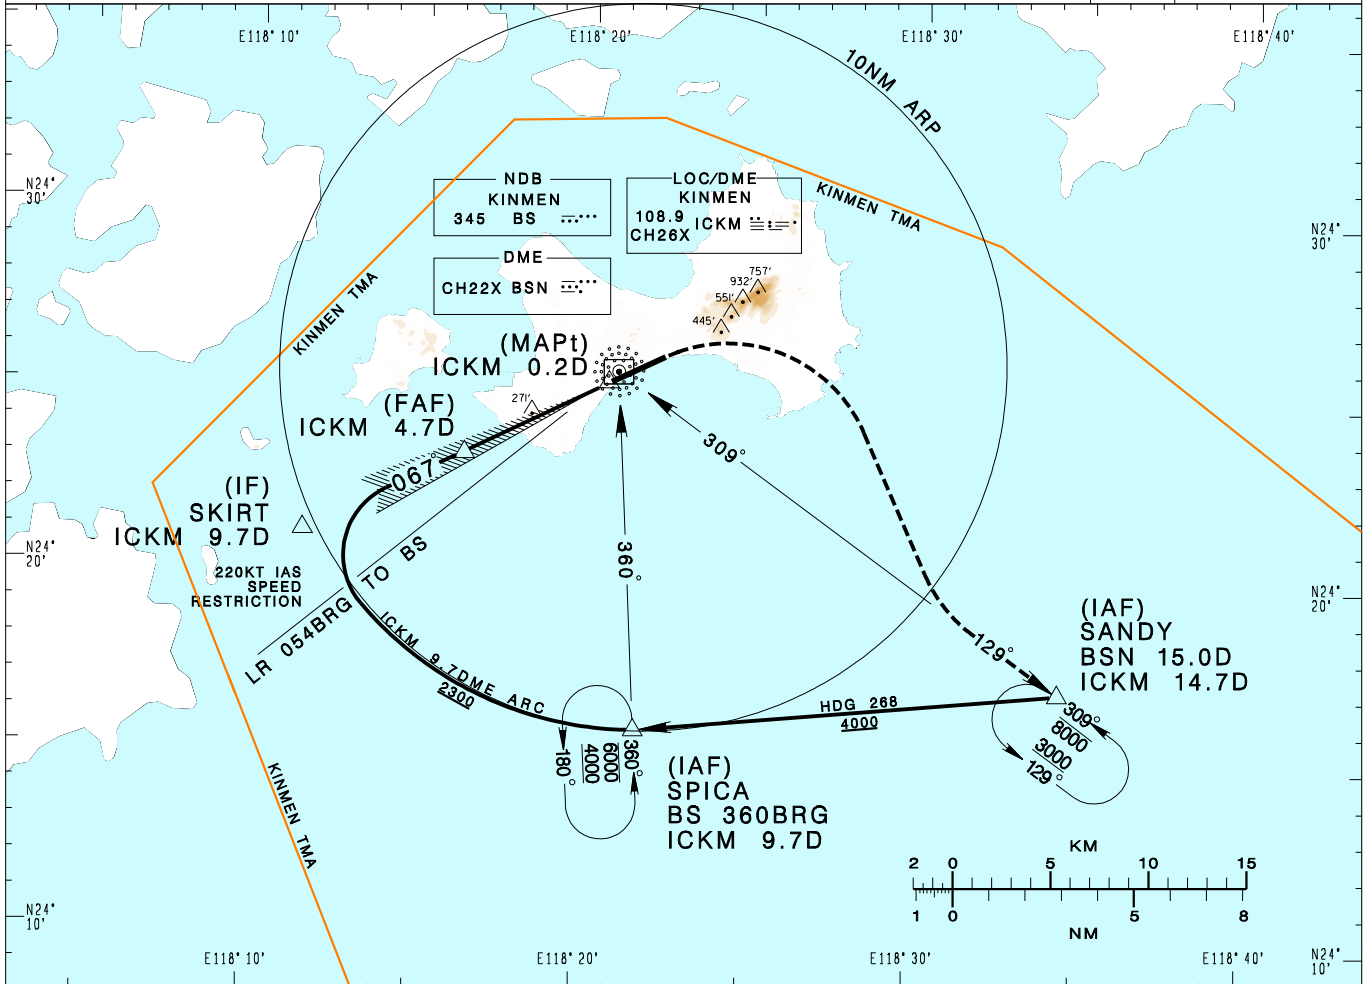 E118° 10'
E118° 20'
E118° 30'
E118° 40'
10NM ARP
N24°
30'
NDB
KINMEN
345 BS
LOC/DME
KINMEN
108.9
CH26X
ICKM
KINMEN TMA
N24°
30'
DME
CH22X BSN
KINMEN TMA
757'
932'
551'
445'
(MAPt)
ICKM 0.2D
271'
(FAF)
ICKM 4.7D
309°
067°
(IF)
SKIRT
ICKM 9.7D
N24°
20'
220KT IAS
SPEED
RESTRICTION
LR 054BRG TO BS
360°
N24°
20'
(IAF)
SANDY
BSN 15.0D
ICKM 14.7D
129°
ICKM 9.7DME ARC
2300
HDG 268
4000
309°
8000
3000
129°
180°
4000
6000
360°
(IAF)
SPICA
BS 360BRG
ICKM 9.7D
KINMEN TMA
KM
2 0 5 10 15
1 0 5 8
NM
N24°
10'
E118° 10'
E118° 20'
E118° 30'
E118° 40'
N24°
10'